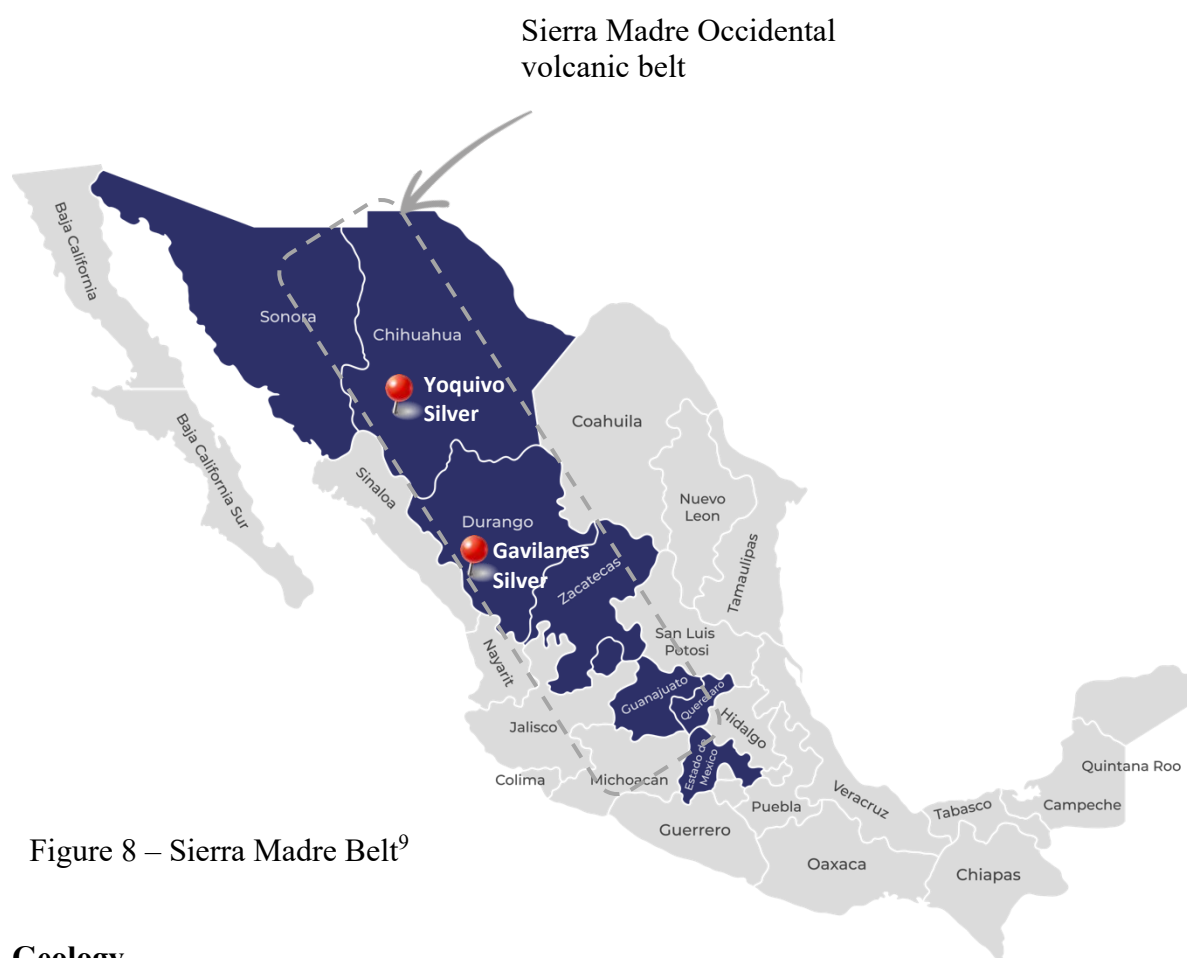 Sierra Madre Occidental
volcanic belt
Baja California
Sonora
Chihuahua
Yoquivo
Silver
Coahuila
Baja California Sur
Sinaloa
Nuevo
Leon
Durango
Gavilanes
Silver
Zacatecas
Tamaulipas
San Luis
Potosi
Nayarit
Guanajuato
Queretaro
Hidalgo
Jalisco
Estado de
Mexico
Colima
Michoacán
Quintana Roo
Veracruz
Puebla
Tabasco
Campeche
Guerrero
Oaxaca
Chiapas
Figure 8 – Sierra Madre Belt⁹
Geology